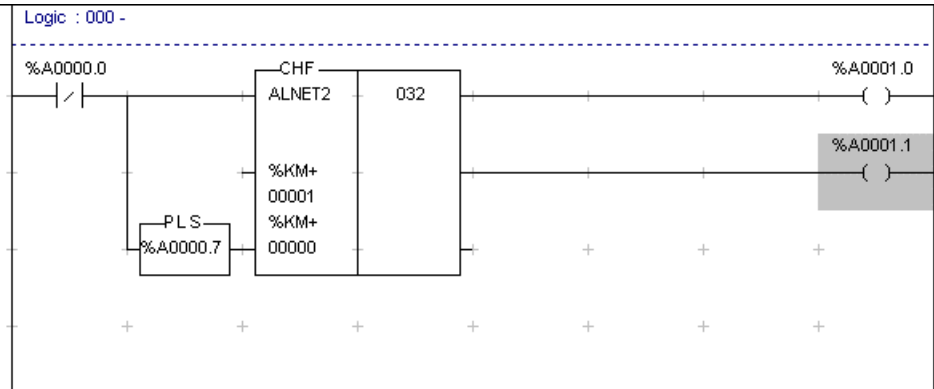 Logic : 000 -
%A0000.0
CHF
%A0001.0
ALNET2
032
%A0001.1
%KM+
00001
PLS
%KM+
%A0000.7
00000